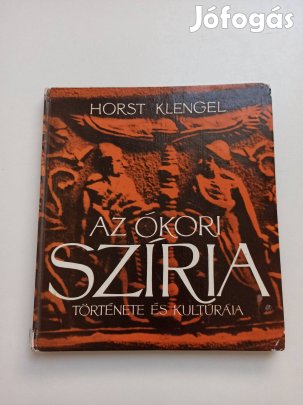 Jófogás
HORST KLENGEL
AZ ÓKORI
SZÍRIA
TÖRTÉNETE ÉS KULTÚRÁJA